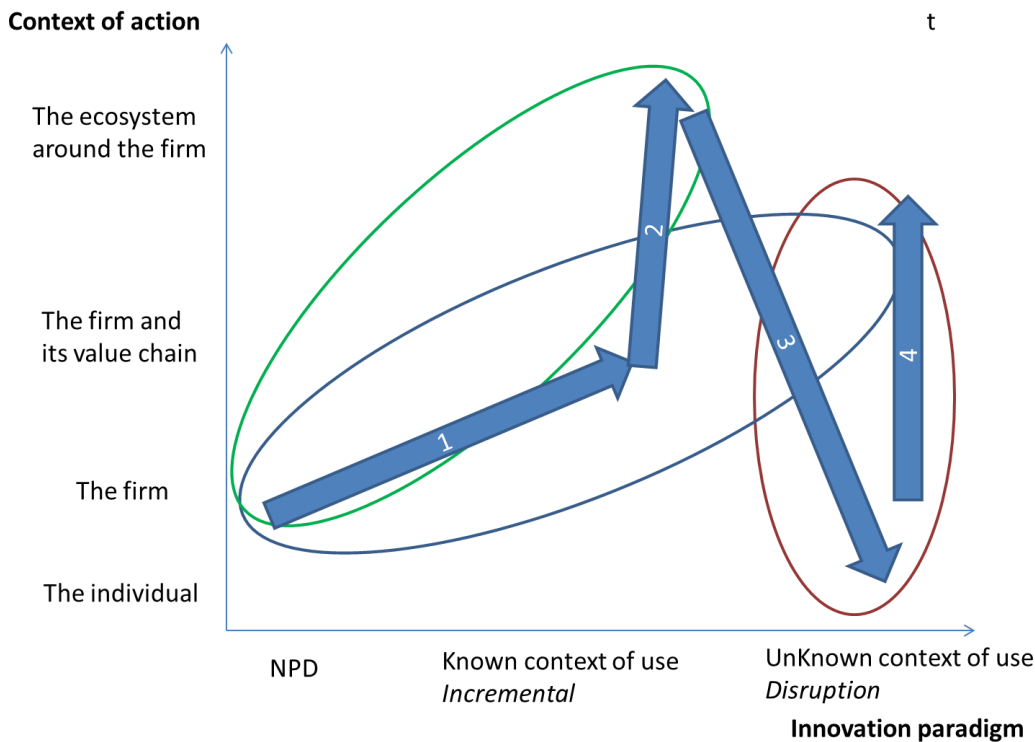 Context of action
t
The ecosystem
around the firm
2
The firm and
its value chain
3
4
1
The firm
The individual
NPD
Known context of use
Incremental
UnKnown context of use
Disruption
Innovation paradigm